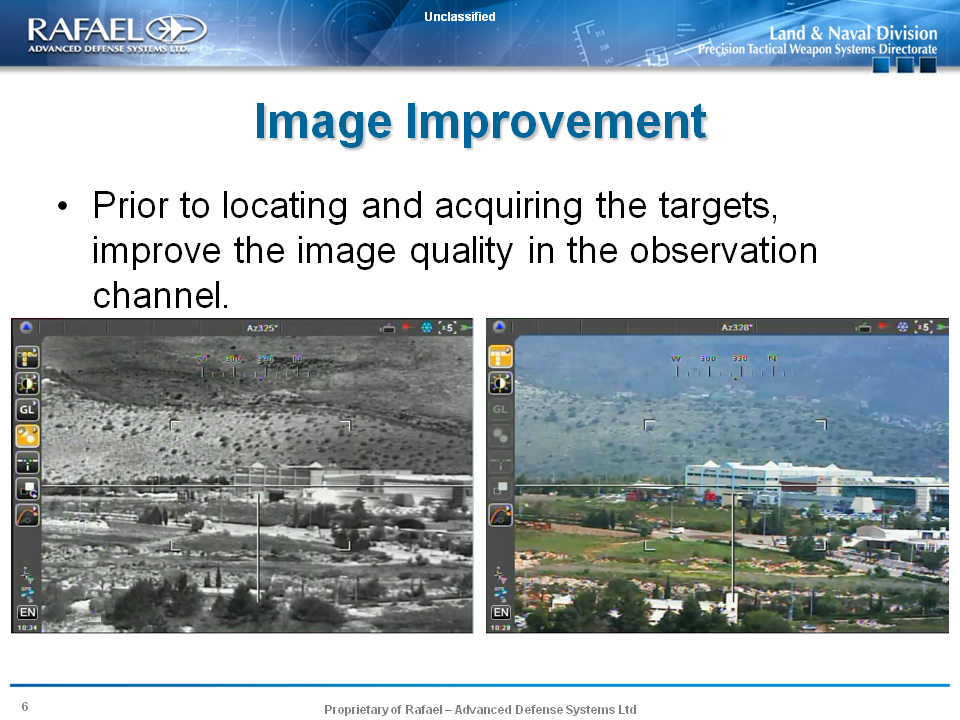 Unclassified
RAFAEL
ADVANCED DEFENSE SYSTEMS LTD.
Land & Naval Division
Precision Tactical Weapon Systems Directorate
Image Improvement
• Prior to locating and acquiring the targets,
improve the image quality in the observation
channel.
Az325°
5
W 300 330 N
GL
EN
10:34
Az328°
5
W 300 330 N
GL
EN
10:29
6
Proprietary of Rafael – Advanced Defense Systems Ltd